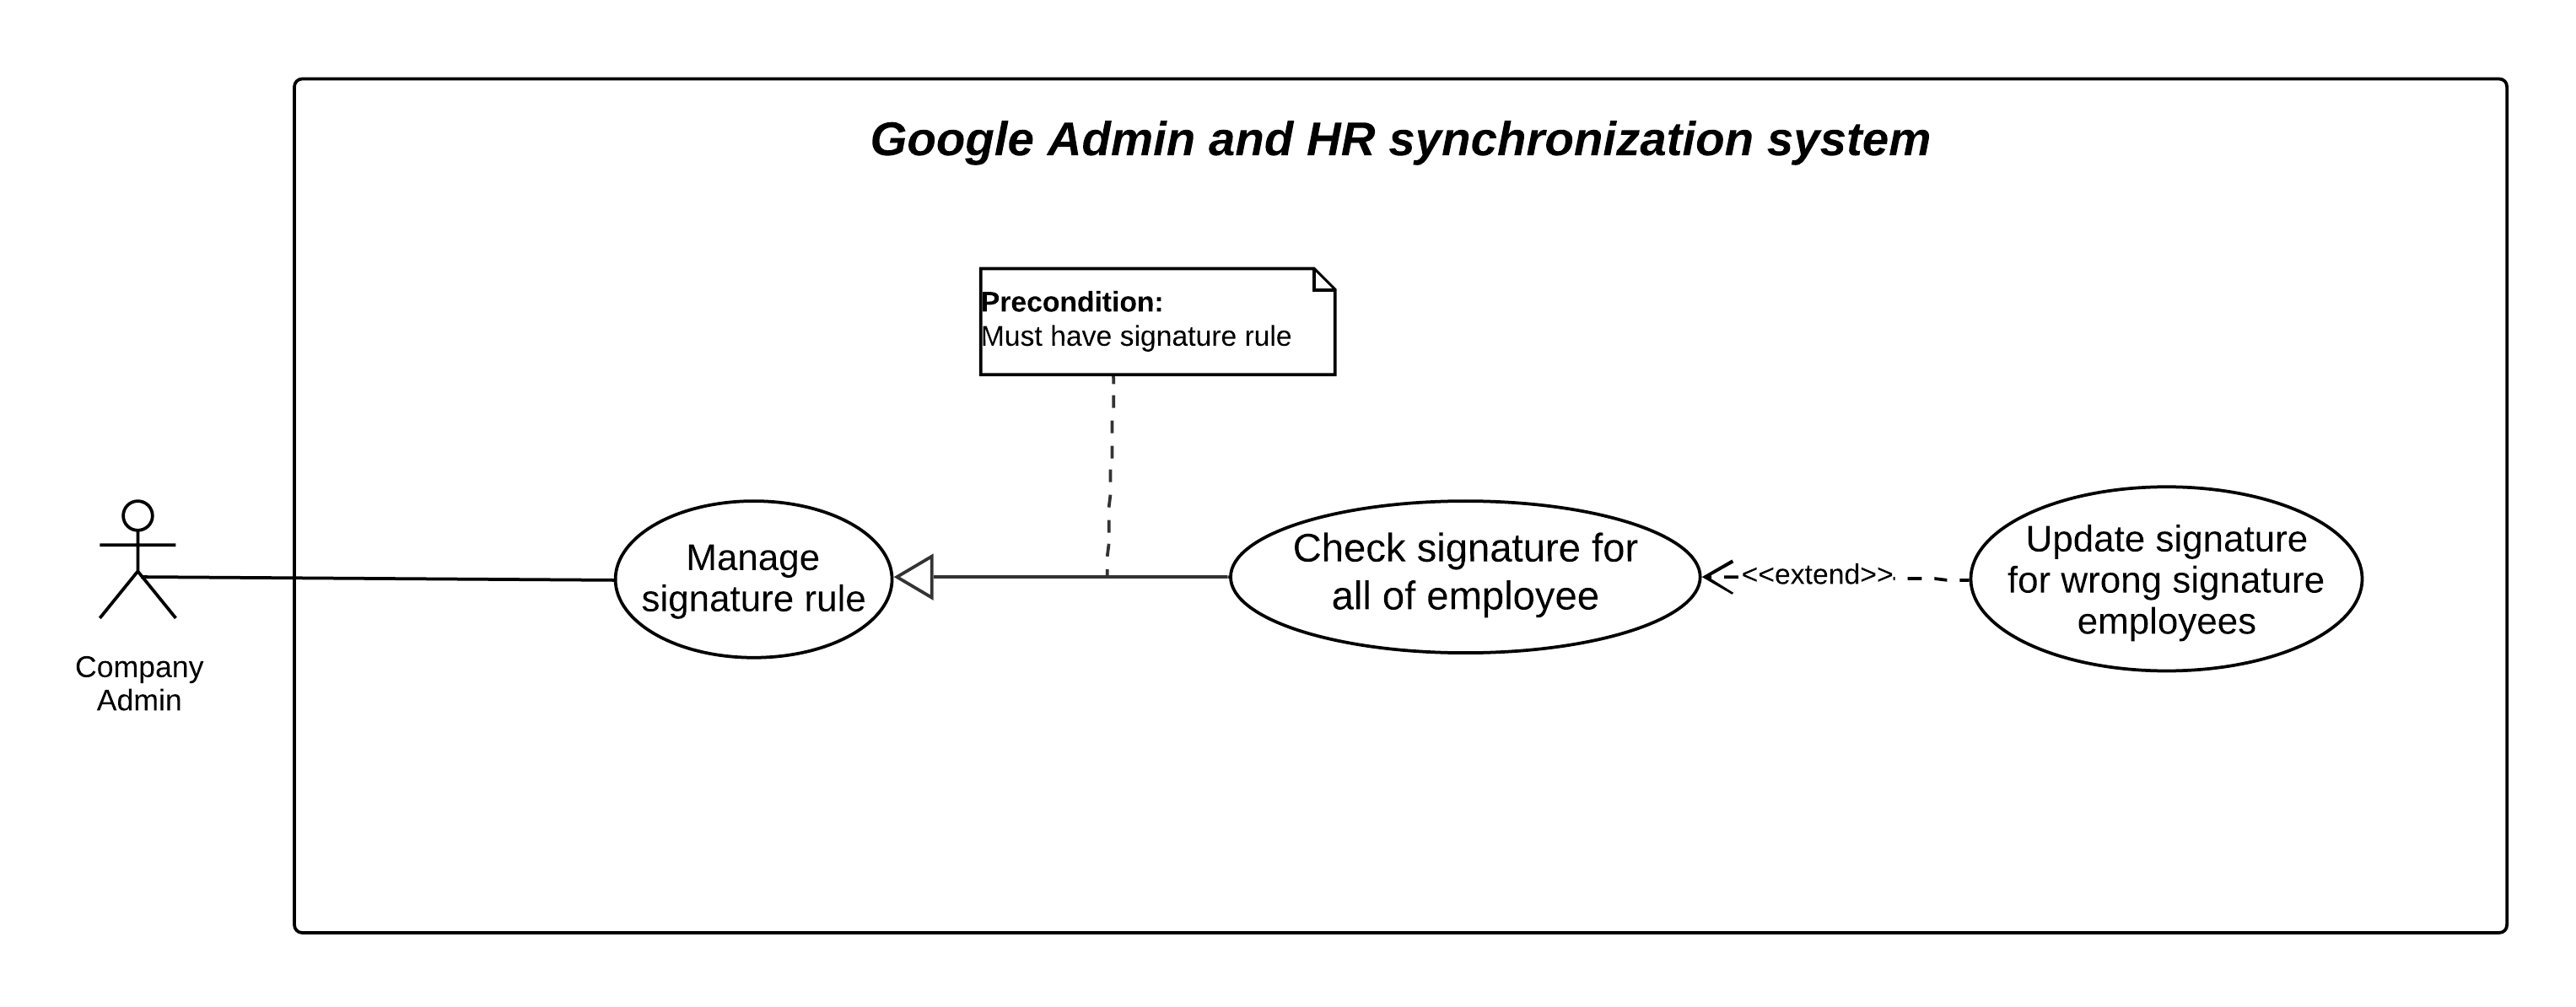 Google Admin and HR synchronization system
Precondition:
Must have signature rule
Company
Admin
Manage
signature rule
Check signature for
all of employee
<<extend>>
Update signature
for wrong signature
employees